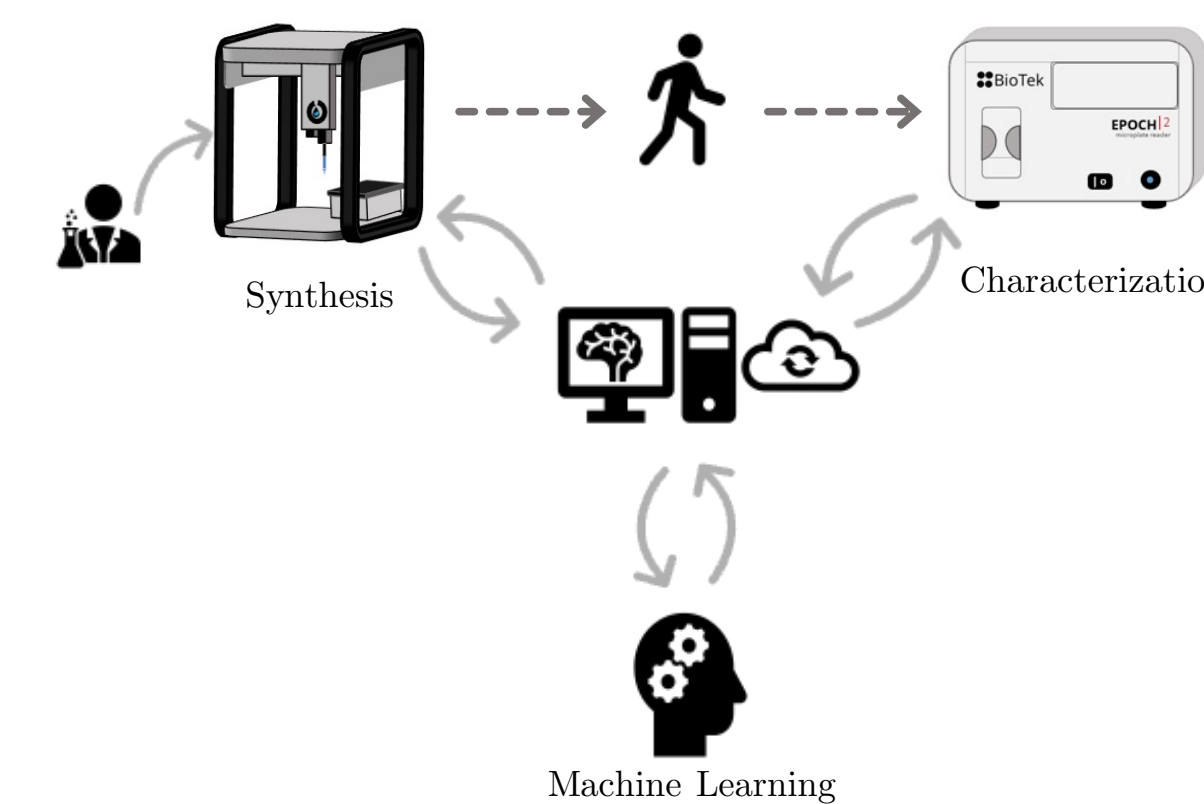 BioTek
EPOCH|2
microplate reader
I o
Synthesis
Characterizatio
Machine Learning